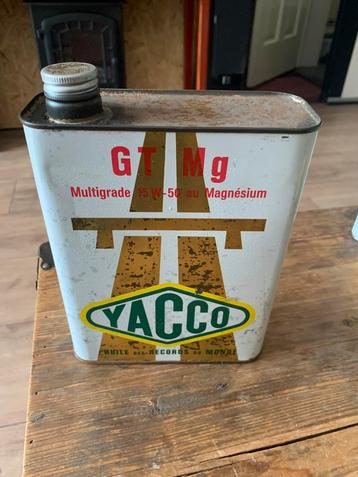 GT Mg
Multigrade 15 W-50 au Magnésium
YACCO
L'HUILE DES RECORDS DU MONDE